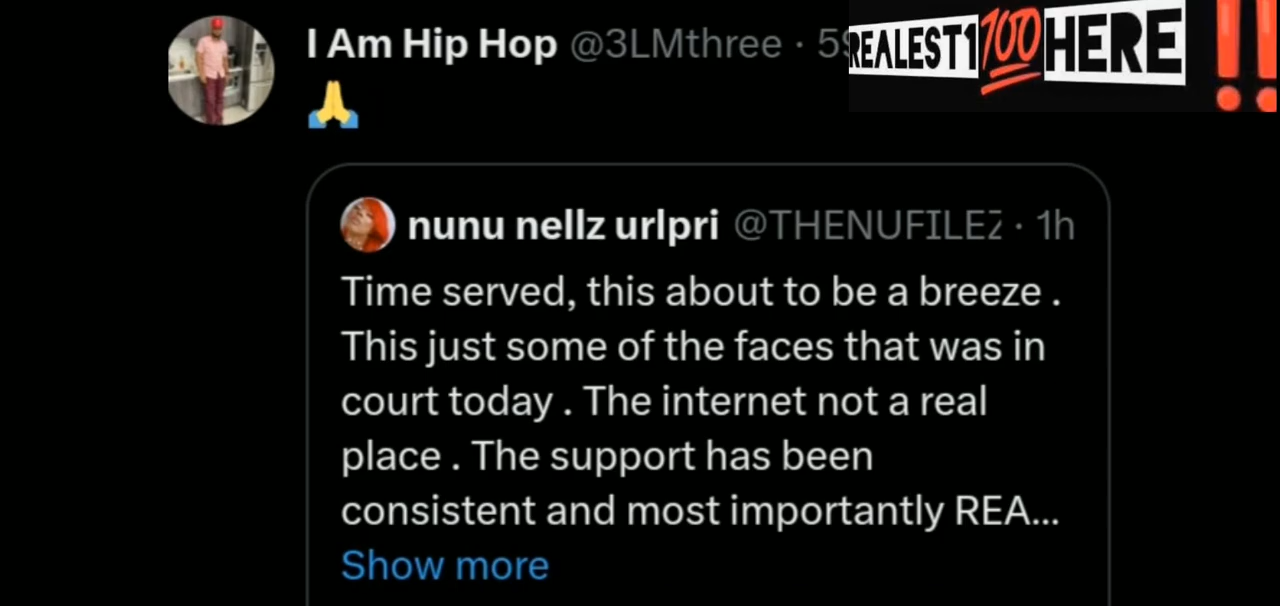 I Am Hip Hop @3LMthree · 5
REALEST1💯HERE‼
🙏
nunu nellz urlpri @THENUFILEZ · 1h
Time served, this about to be a breeze .
This just some of the faces that was in
court today . The internet not a real
place . The support has been
consistent and most importantly REA...
Show more